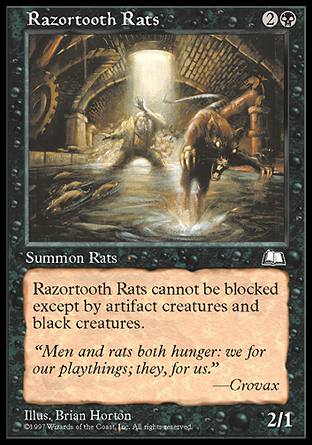 Razortooth Rats 2
Summon Rats
Razortooth Rats cannot be blocked
except by artifact creatures and
black creatures.
“Men and rats both hunger: we for
our playthings; they, for us.”
—Crovax
Illus. Brian Horton
©1997 Wizards of the Coast, Inc. All rights reserved.
2/1